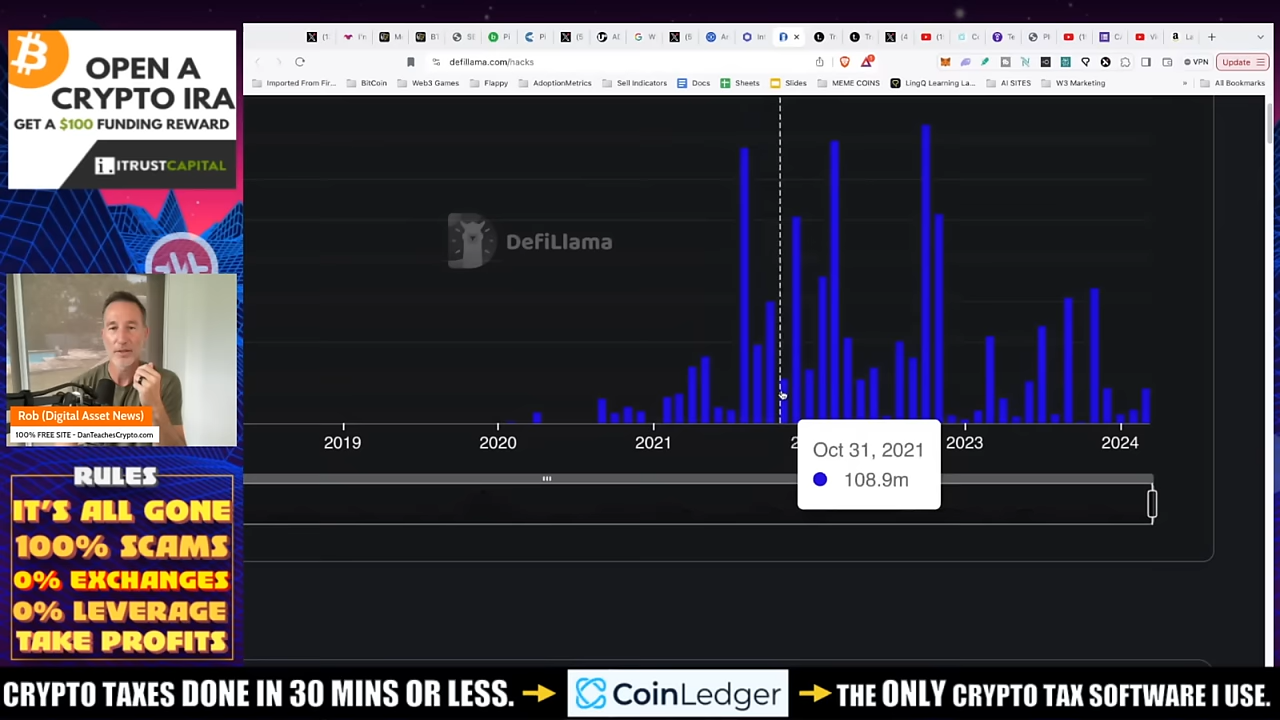 OPEN A
CRYPTO IRA
GET A $100 FUNDING REWARD
i. ITRUSTCAPITAL
Rob (Digital Asset News)
100% FREE SITE - DanTeachesCrypto.com
RULES
IT'S ALL GONE
100% SCAMS
0% EXCHANGES
0% LEVERAGE
TAKE PROFITS
defillama.com/hacks
VPN
Update
Imported From Fir...
BitCoin
Web3 Games
Flappy
AdoptionMetrics
Sell Indicators
Docs
Sheets
Slides
MEME COINS
LingQ Learning La...
AI SITES
W3 Marketing
»
All Bookmarks
DefiLlama
2019
2020
2021
2023
2024
Oct 31, 2021
108.9m
CRYPTO TAXES DONE IN 30 MINS OR LESS.
CoinLedger
THE ONLY CRYPTO TAX SOFTWARE I USE.